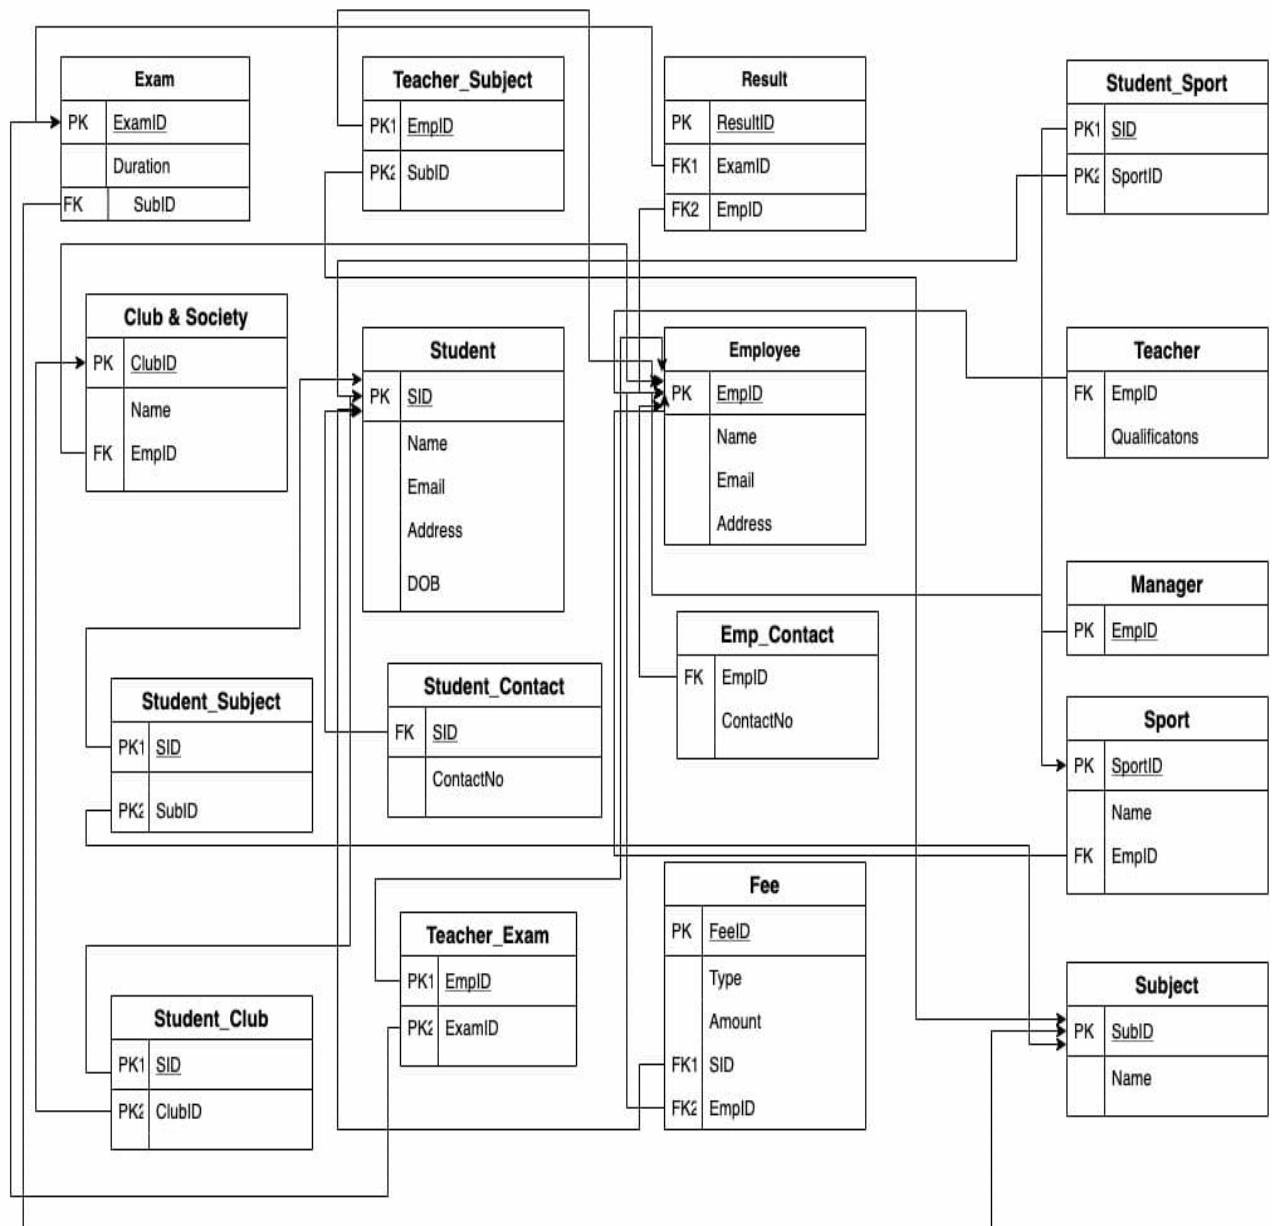 Exam
PK ExamID
Duration
FK SubID
Teacher_Subject
PK1 EmpID
PK2 SubID
Result
PK ResultID
FK1 ExamID
FK2 EmpID
Student_Sport
PK1 SID
PK2 SportID
Club & Society
PK ClubID
Name
FK EmpID
Student
PK SID
Name
Email
Address
DOB
Employee
PK EmpID
Name
Email
Address
Teacher
FK EmpID
Qualificatons
Manager
PK EmpID
Emp_Contact
FK EmpID
ContactNo
Student_Subject
PK1 SID
PK2 SubID
Student_Contact
FK SID
ContactNo
Sport
PK SportID
Name
FK EmpID
Fee
PK FeeID
Type
Amount
FK1 SID
FK2 EmpID
Teacher_Exam
PK1 EmpID
PK2 ExamID
Student_Club
PK1 SID
PK2 ClubID
Subject
PK SubID
Name